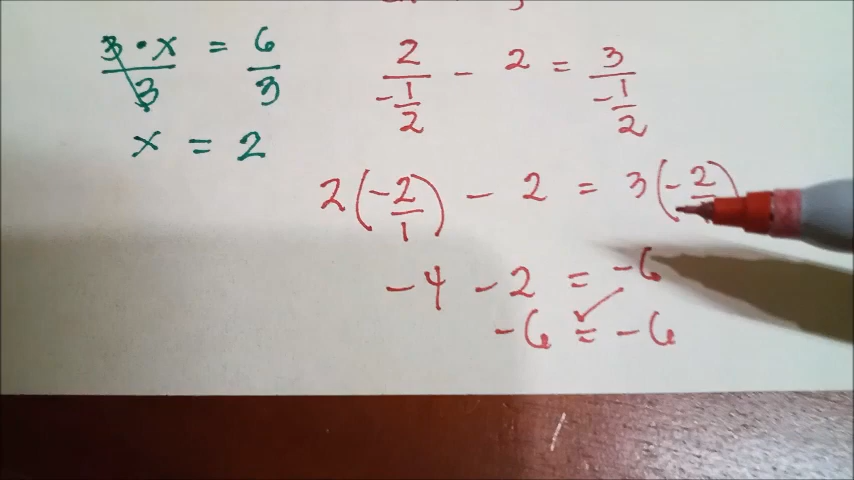 3 · x / 3 = 6 / 3
x = 2
2 / -1/2 - 2 = 3 / -1/2
2(-2/1) - 2 = 3(-2/
-4 - 2 = -6
-6 = -6